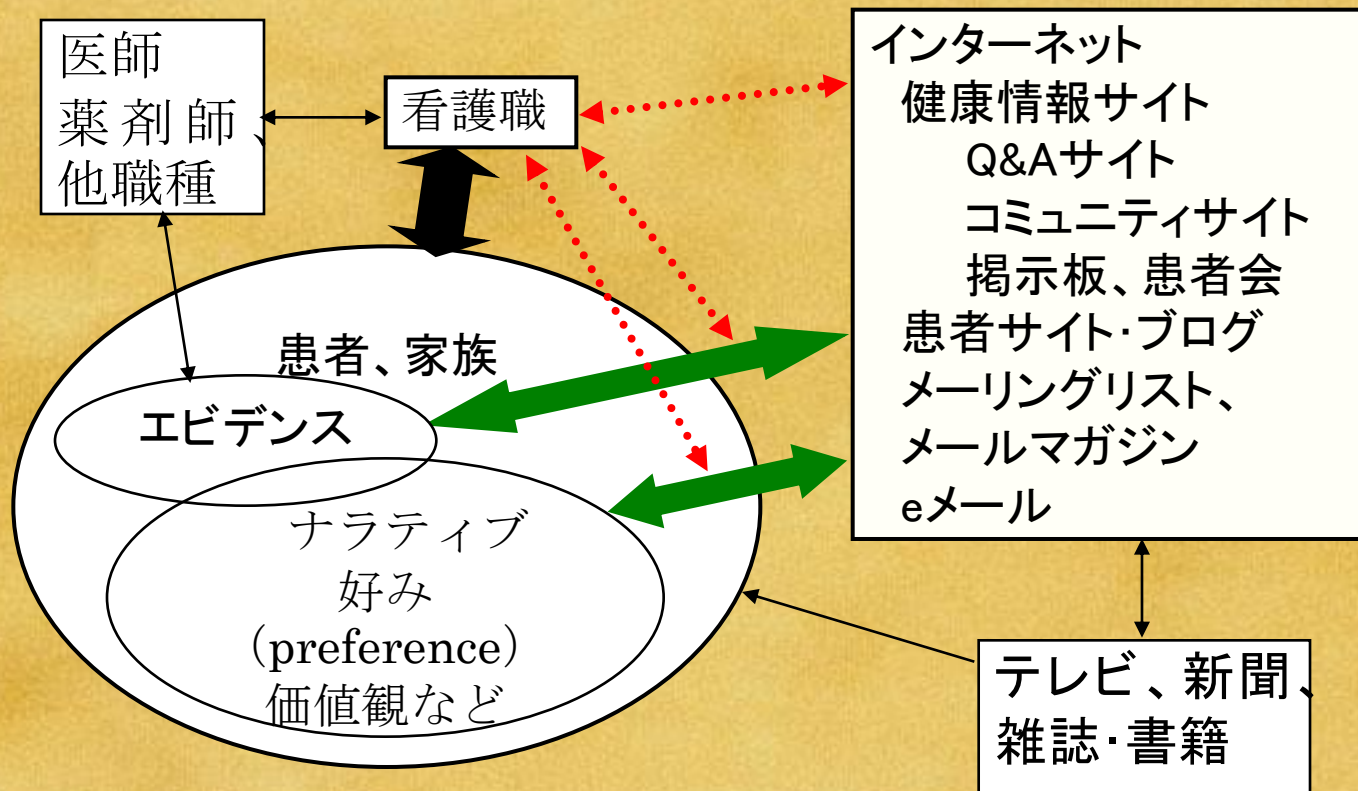 医師
薬剤師、
他職種
看護職
インターネット
健康情報サイト
Q&Aサイト
コミュニティサイト
掲示板、患者会
患者サイト･ブログ
メーリングリスト、
メールマガジン
eメール
患者、家族
エビデンス
ナラティブ
好み
(preference)
価値観など
テレビ、新聞、
雑誌･書籍